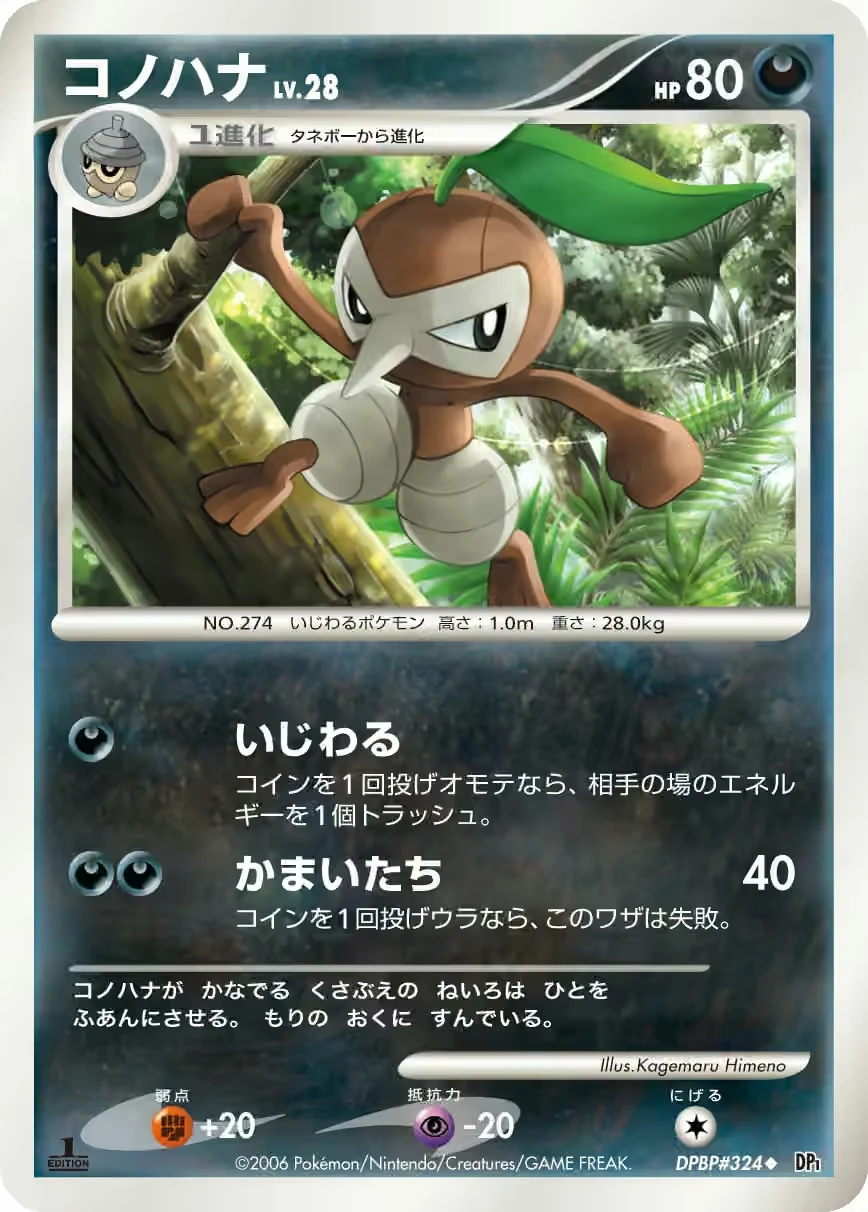 コノハナ LV.28 HP 80
1進化 タネボーから進化
NO.274 いじわるポケモン 高さ:1.0m 重さ:28.0kg
いじわる
コインを1回投げオモテなら、相手の場のエネル
ギーを1個トラッシュ。
かまいたち 40
コインを1回投げウラなら、このワザは失敗。
コノハナが かなでる くさぶえの ねいろは ひとを
ふあんにさせる。 もりの おくに すんでいる。
Illus.Kagemaru Himeno
弱点 抵抗力 にげる
+20 -20
1 EDITION
©2006 Pokémon/Nintendo/Creatures/GAME FREAK. DPBP#324◆ DP1